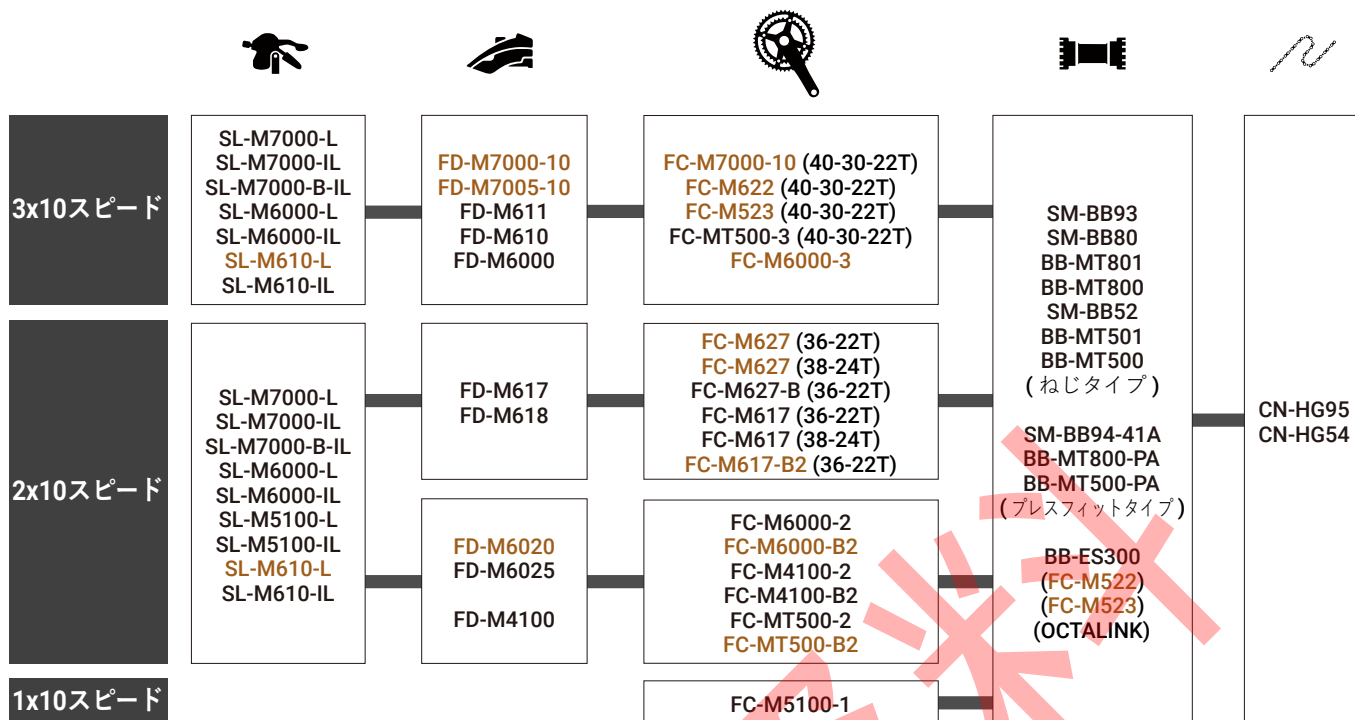 3x10スピード
SL-M7000-L
SL-M7000-IL
SL-M7000-B-IL
SL-M6000-L
SL-M6000-IL
SL-M610-L
SL-M610-IL
FD-M7000-10
FD-M7005-10
FD-M611
FD-M610
FD-M6000
FC-M7000-10 (40-30-22T)
FC-M622 (40-30-22T)
FC-M523 (40-30-22T)
FC-MT500-3 (40-30-22T)
FC-M6000-3
2x10スピード
SL-M7000-L
SL-M7000-IL
SL-M7000-B-IL
SL-M6000-L
SL-M6000-IL
SL-M5100-L
SL-M5100-IL
SL-M610-L
SL-M610-IL
FD-M617
FD-M618
FC-M627 (36-22T)
FC-M627 (38-24T)
FC-M627-B (36-22T)
FC-M617 (36-22T)
FC-M617 (38-24T)
FC-M617-B2 (36-22T)
FD-M6020
FD-M6025
FD-M4100
FC-M6000-2
FC-M6000-B2
FC-M4100-2
FC-M4100-B2
FC-MT500-2
FC-MT500-B2
1x10スピード
FC-M5100-1
SM-BB93
SM-BB80
BB-MT801
BB-MT800
SM-BB52
BB-MT501
BB-MT500
(ねじタイプ)
SM-BB94-41A
BB-MT800-PA
BB-MT500-PA
(プレスフィットタイプ)
BB-ES300
(FC-M522)
(FC-M523)
(OCTALINK)
CN-HG95
CN-HG54